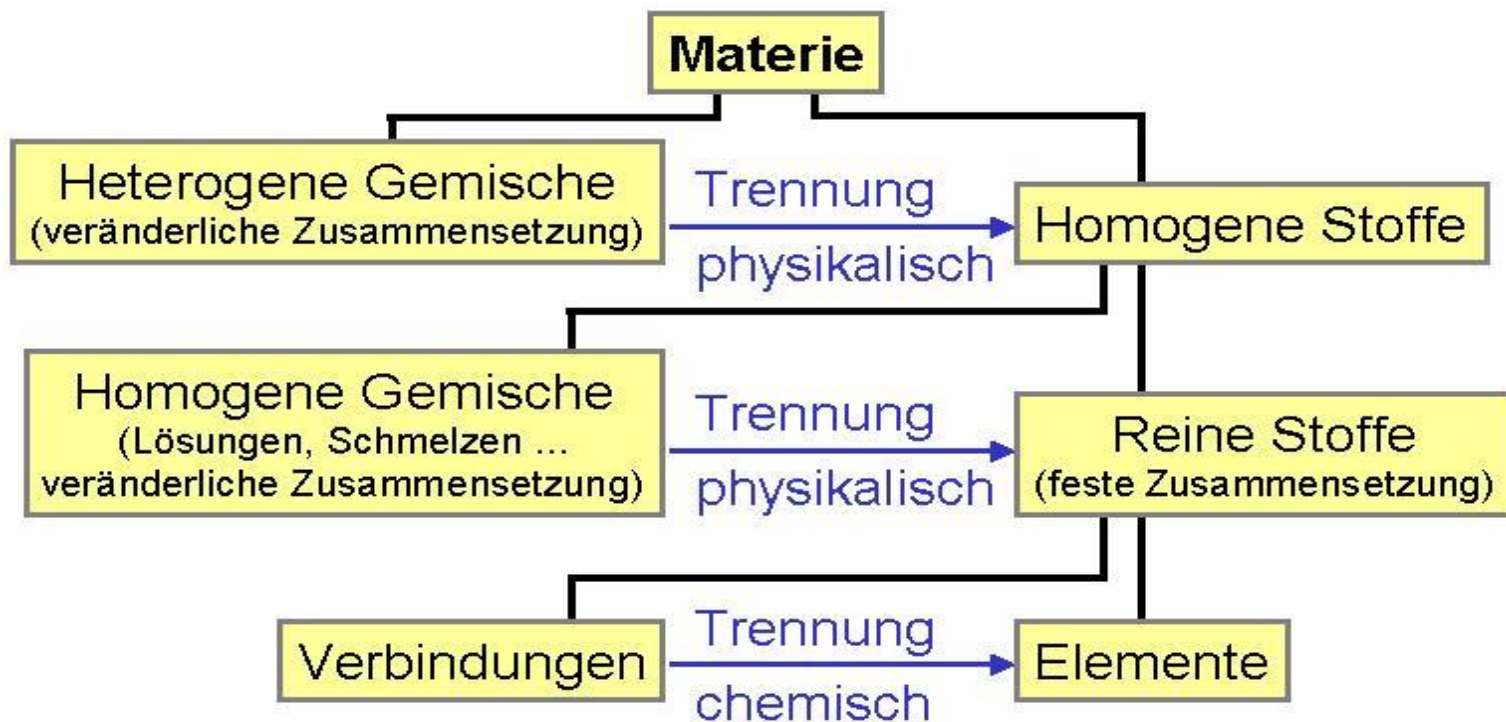 Materie
Heterogene Gemische
(veränderliche Zusammensetzung)
Trennung
physikalisch
Homogene Stoffe
Homogene Gemische
(Lösungen, Schmelzen ...
veränderliche Zusammensetzung)
Trennung
physikalisch
Reine Stoffe
(feste Zusammensetzung)
Verbindungen
Trennung
chemisch
Elemente